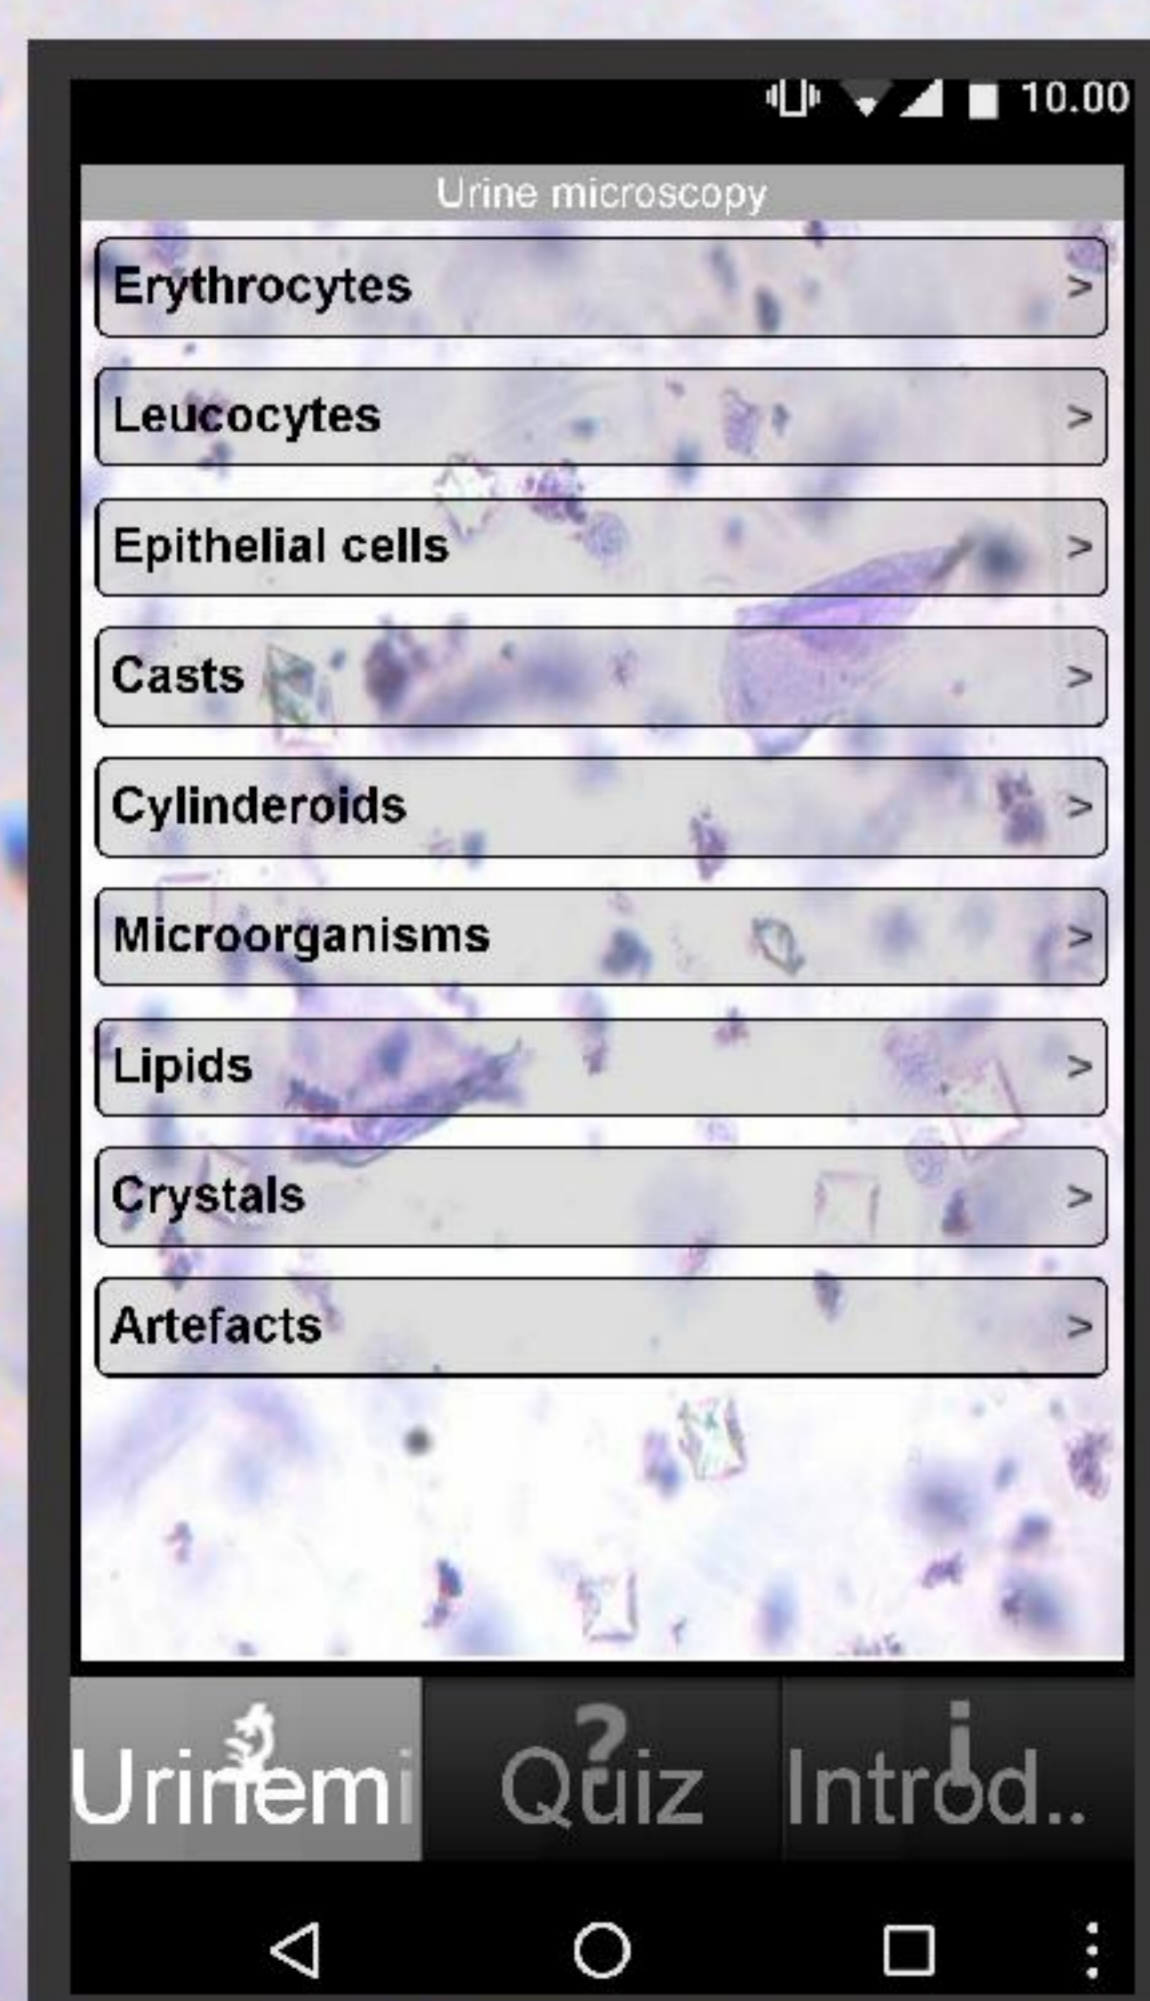 10.00
Urine microscopy
Erythrocytes >
Leucocytes >
Epithelial cells >
Casts >
Cylinderoids >
Microorganisms >
Lipids >
Crystals >
Artefacts >
Urinemi ? Quiz i Introd..